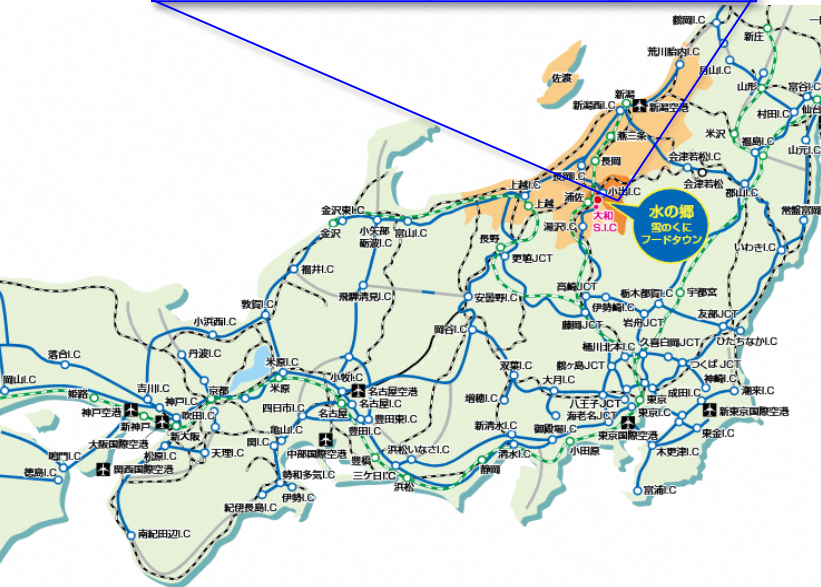 鶴岡I.C
新庄
荒川胎内I.C
月山I.C
佐渡
新潟
山形
富谷I.C
新潟西I.C
新潟空港
村田I.C
仙台
燕三条
米沢
福島I.C
山元I.C
長岡
会津若松I.C
長岡I.C
会津若松
上越I.C
小出I.C
郡山I.C
浦佐
上越
大和
S.I.C
水の郷
雪のくに
フードタウン
金沢東I.C
金沢
小矢部
砺波I.C
富山I.C
湯沢I.C
常盤富岡
長野
更埴JCT
いわきI.C
福井I.C
飛騨清見I.C
安曇野I.C
高崎JCT
栃木都賀I.C
宇都宮
敦賀I.C
伊勢崎I.C
友部JCT
小浜西I.C
岡谷I.C
藤岡JCT
岩舟JCT
ひたちなかI.C
桶川北本I.C
久喜白岡JCT
落合I.C
丹波I.C
米原I.C
双葉I.C
鶴ヶ島JCT
つくばJCT
岡山I.C
小牧I.C
大月I.C
神崎I.C
吉川I.C
京都
米原
名古屋空港
成田I.C
潮来I.C
姫路
神戸I.C
名古屋I.C
増穂I.C
八王子JCT
東京
神戸空港
吹田I.C
四日市I.C
名古屋
豊田東I.C
海老名JCT
東京I.C
新東京国際空港
新神戸
新大阪
亀山I.C
豊田I.C
新清水I.C
御殿場I.C
東京国際空港
東金I.C
大阪国際空港
関I.C
鳴門I.C
松原I.C
天理I.C
中部国際空港
豊橋
浜松いなさI.C
清水I.C
小田原
木更津I.C
徳島I.C
関西国際空港
勢和多気I.C
三ケ日I.C
静岡
伊勢I.C
浜松
富浦I.C
紀伊長島I.C
南紀田辺I.C